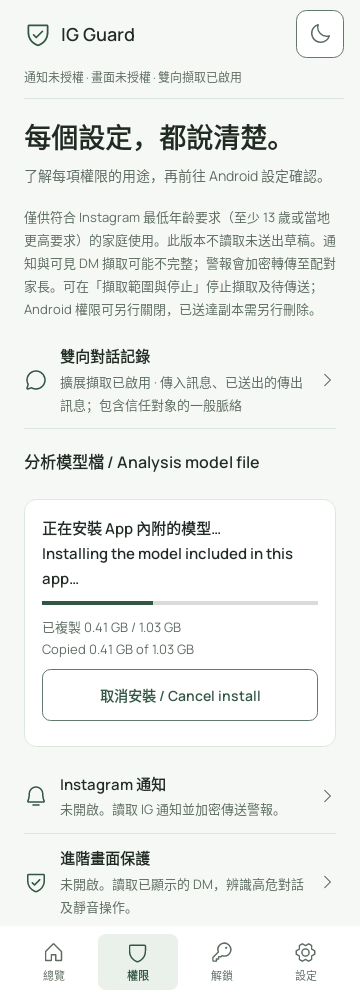 IG Guard
通知未授權 · 畫面未授權 · 雙向擷取已啟用
每個設定，都說清楚。
了解每項權限的用途，再前往 Android 設定確認。
僅供符合 Instagram 最低年齡要求（至少 13 歲或當地
更高要求）的家庭使用。此版本不讀取未送出草稿。通
知與可見 DM 擷取可能不完整；警報會加密轉傳至配對
家長。可在「擷取範圍與停止」停止擷取及待傳送；
Android 權限可另行關閉，已送達副本需另行刪除。
雙向對話記錄
擴展擷取已啟用 · 傳入訊息、已送出的傳出
訊息；包含信任對象的一般脈絡
分析模型檔 / Analysis model file
正在安裝 App 內附的模型…
Installing the model included in this
app…
已複製 0.41 GB / 1.03 GB
Copied 0.41 GB of 1.03 GB
取消安裝 / Cancel install
Instagram 通知
未開啟。讀取 IG 通知並加密傳送警報。
進階畫面保護
未開啟。讀取已顯示的 DM，辨識高危對話
及靜音操作。
總覽
權限
解鎖
設定